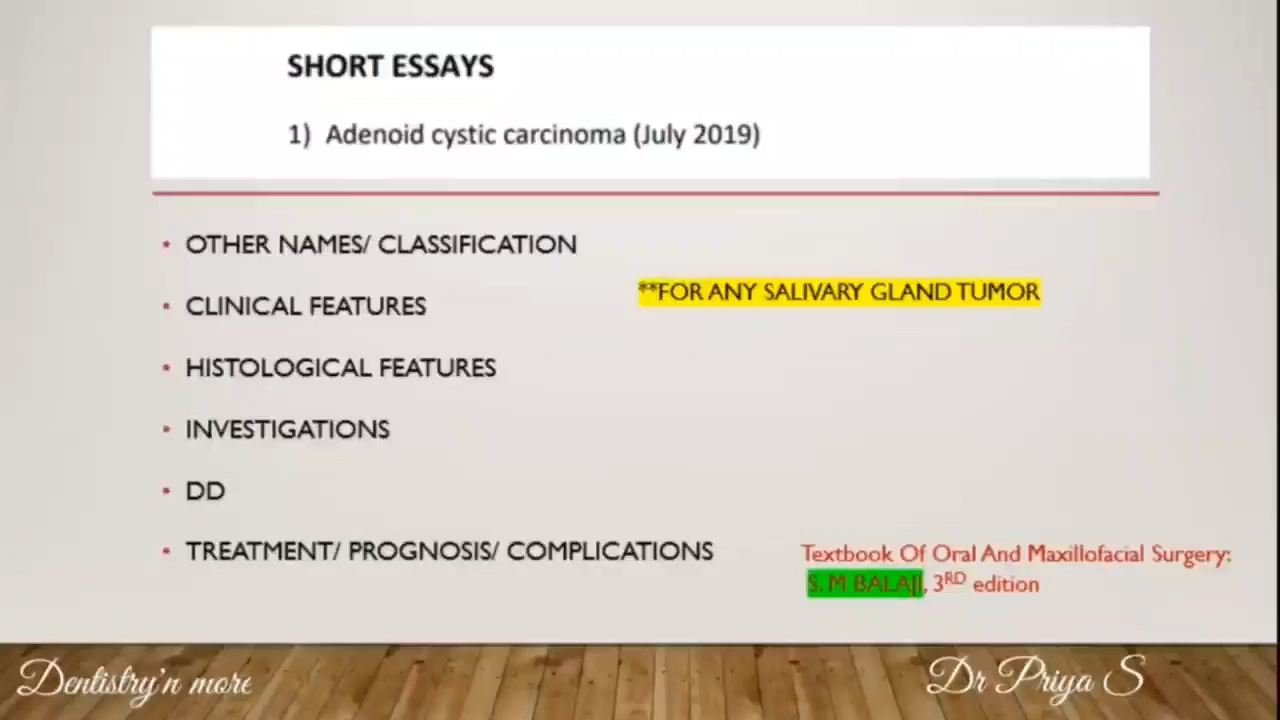 SHORT ESSAYS
1) Adenoid cystic carcinoma (July 2019)
• OTHER NAMES/ CLASSIFICATION
**FOR ANY SALIVARY GLAND TUMOR
• CLINICAL FEATURES
• HISTOLOGICAL FEATURES
• INVESTIGATIONS
• DD
• TREATMENT/ PROGNOSIS/ COMPLICATIONS
Textbook Of Oral And Maxillofacial Surgery:
S. M BALAJI, 3RD edition
Dentistry'n more
Dr Priya S